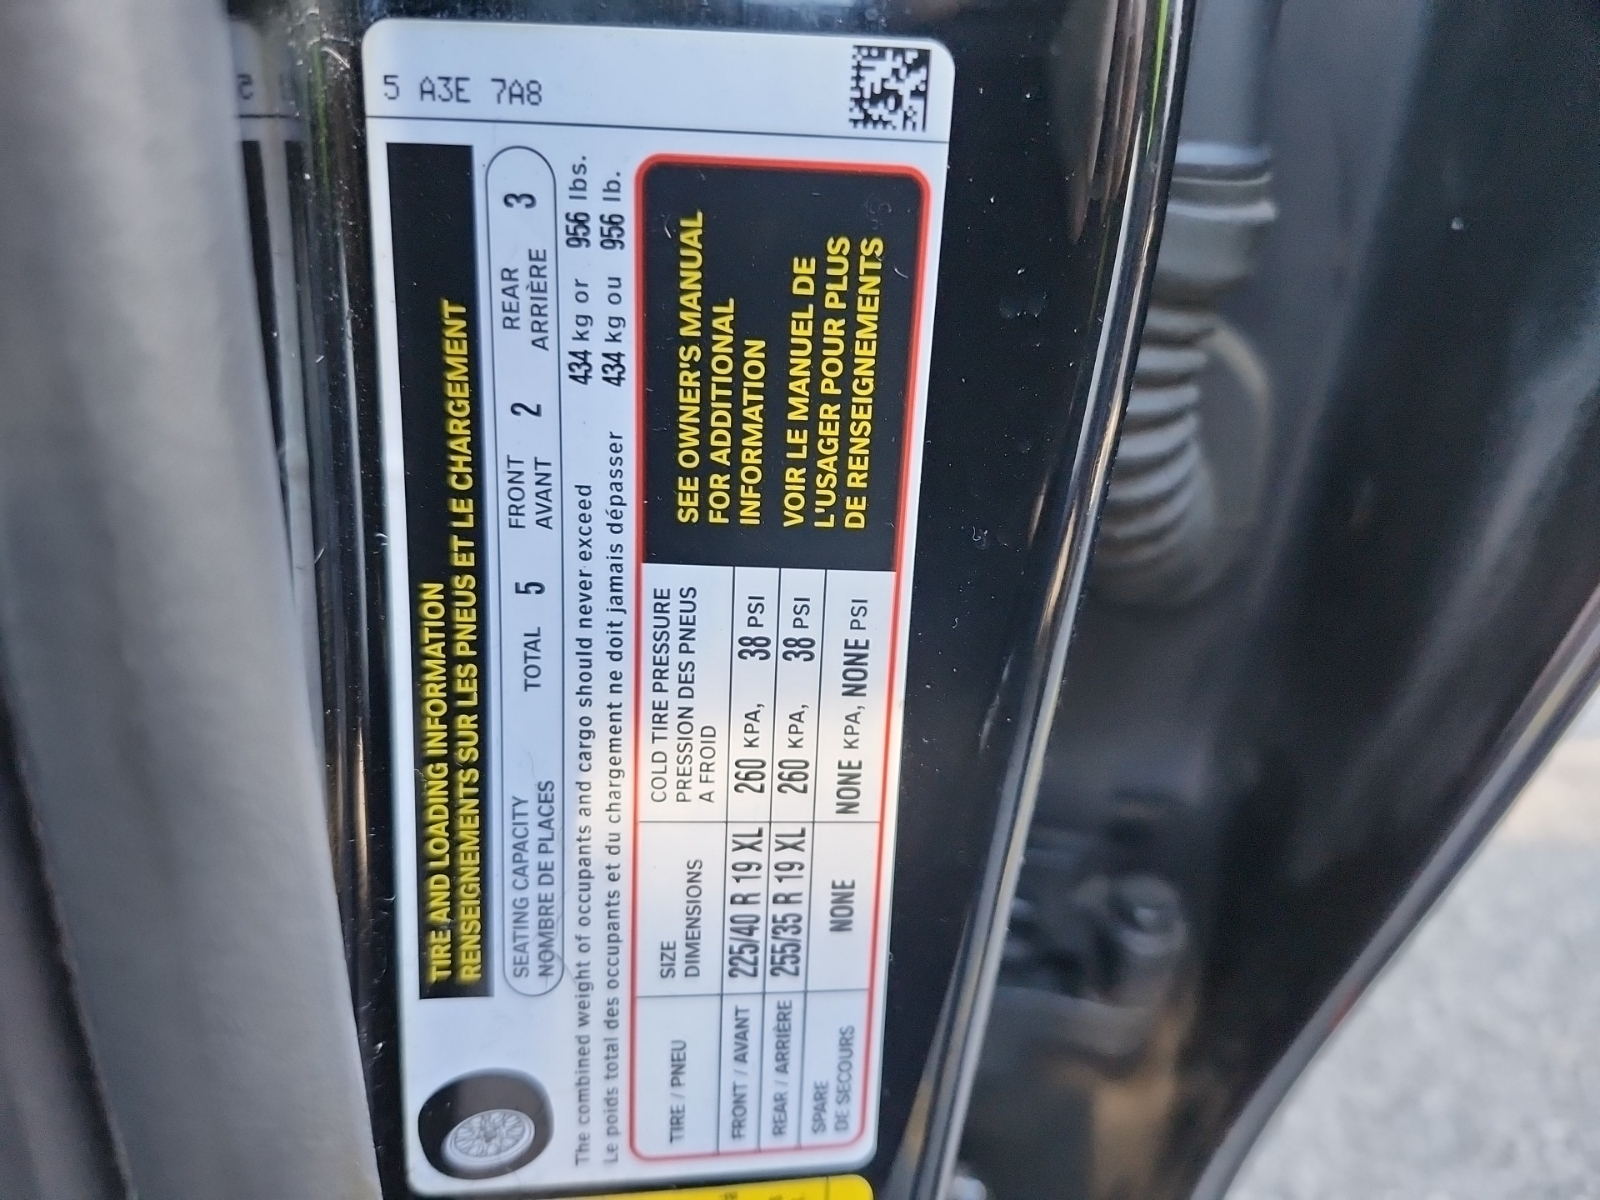 5 A3E 7A8
TIRE AND LOADING INFORMATION
RENSEIGNEMENTS SUR LES PNEUS ET LE CHARGEMENT
SEATING CAPACITY TOTAL 5 FRONT 2 REAR 3
NOMBRE DE PLACES AVANT ARRIÈRE
The combined weight of occupants and cargo should never exceed 434 kg or 956 lbs.
Le poids total des occupants et du chargement ne doit jamais dépasser 434 kg ou 956 lb.
TIRE / PNEU
SIZE
DIMENSIONS
COLD TIRE PRESSURE
PRESSION DES PNEUS
A FROID
FRONT / AVANT 225/40 R 19 XL 260 KPA, 38 PSI
REAR / ARRIÈRE 255/35 R 19 XL 260 KPA, 38 PSI
SPARE
DE SECOURS NONE NONE KPA, NONE PSI
SEE OWNER'S MANUAL
FOR ADDITIONAL
INFORMATION
VOIR LE MANUEL DE
L'USAGER POUR PLUS
DE RENSEIGNEMENTS